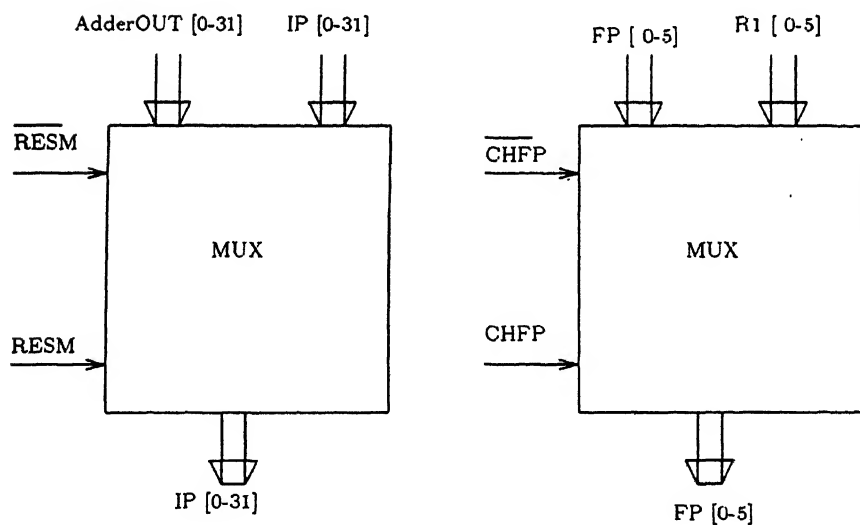 AdderOUT [0-31] IP [0-31]
FP [ 0-5] R1 [ 0-5]
RESM
CHFP
MUX
MUX
RESM
CHFP
IP [0-31]
FP [0-5]